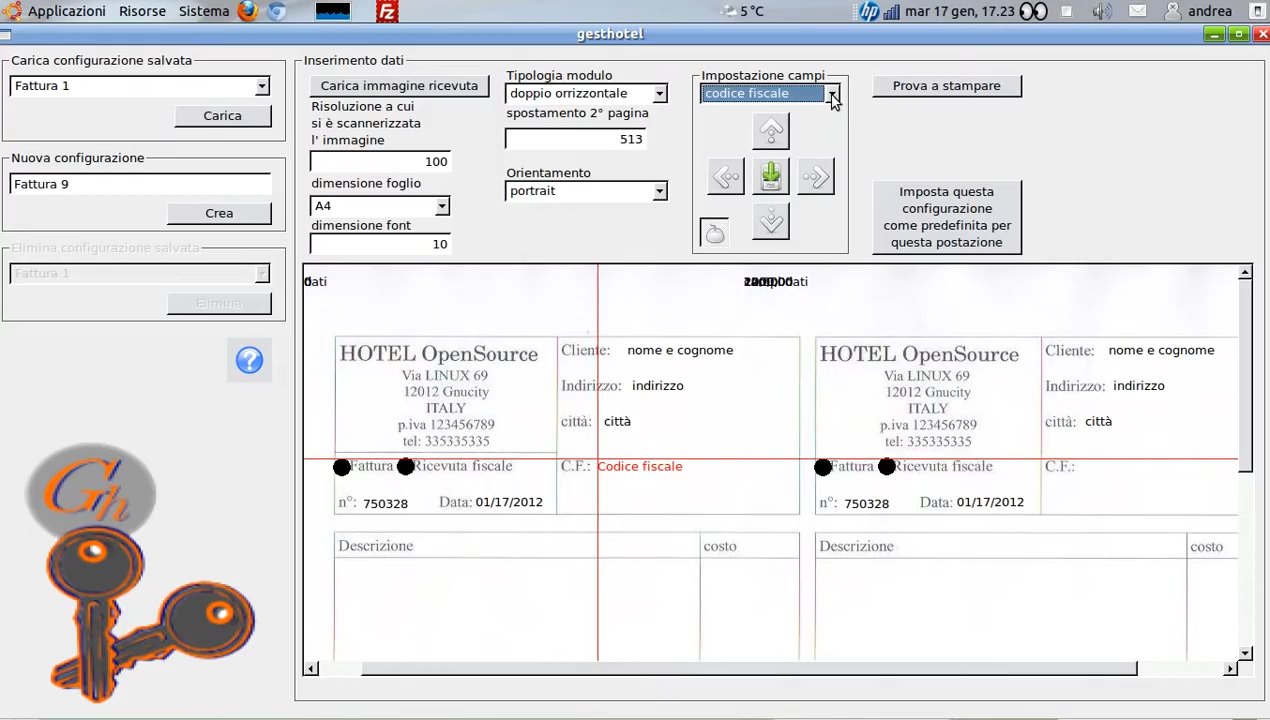 Applicazioni Risorse Sistema 5 °C mar 17 gen, 17.23 andrea
gesthotel
Carica configurazione salvata
Fattura 1
Carica
Nuova configurazione
Fattura 9
Crea
Elimina configurazione salvata
Fattura 1
Elimina
Gh
Inserimento dati
Carica immagine ricevuta
Risoluzione a cui
si è scannerizzata
l' immagine
100
dimensione foglio
A4
dimensione font
10
Tipologia modulo
doppio orrizzontale
spostamento 2° pagina
513
Orientamento
portrait
Impostazione campi
codice fiscale
Prova a stampare
Imposta questa
configurazione
come predefinita per
questa postazione
HOTEL OpenSource
Via LINUX 69
12012 Gnucity
ITALY
p.iva 123456789
tel: 335335335
Fattura Ricevuta fiscale
n°: 750328 Data: 01/17/2012
Cliente: nome e cognome
Indirizzo: indirizzo
città: città
C.F.: Codice fiscale
Descrizione costo
HOTEL OpenSource
Via LINUX 69
12012 Gnucity
ITALY
p.iva 123456789
tel: 335335335
Fattura Ricevuta fiscale
n°: 750328 Data: 01/17/2012
Cliente: nome e cognome
Indirizzo: indirizzo
città: città
C.F.:
Descrizione costo